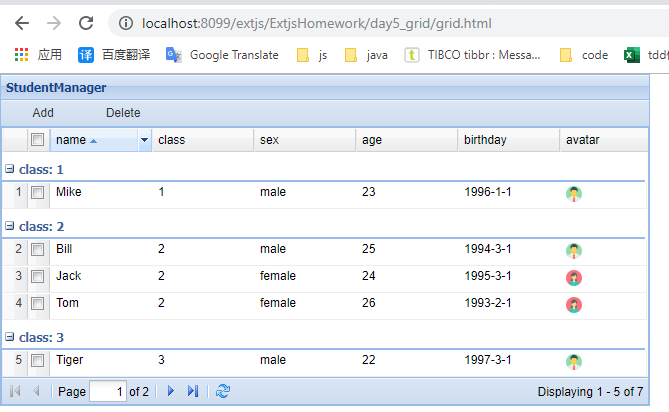 localhost:8099/extjs/ExtjsHomework/day5_grid/grid.html
应用 译 百度翻译 Google Translate js java t TIBCO tibbr : Messa... code tdd
StudentManager
Add Delete
name class sex age birthday avatar
class: 1
1 Mike 1 male 23 1996-1-1
class: 2
2 Bill 2 male 25 1994-3-1
3 Jack 2 female 24 1995-3-1
4 Tom 2 female 26 1993-2-1
class: 3
5 Tiger 3 male 22 1997-3-1
Page 1 of 2 Displaying 1 - 5 of 7